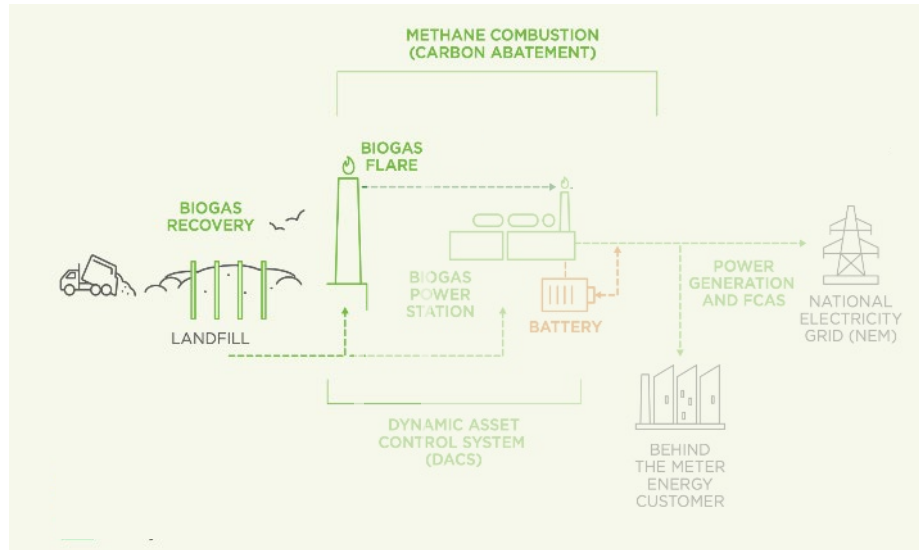 METHANE COMBUSTION
(CARBON ABATEMENT)
BIOGAS
FLARE
BIOGAS
RECOVERY
LANDFILL
BIOGAS
POWER
STATION
BATTERY
POWER
GENERATION
AND FCAS
NATIONAL
ELECTRICITY
GRID (NEM)
DYNAMIC ASSET
CONTROL SYSTEM
(DACS)
BEHIND
THE METER
ENERGY
CUSTOMER